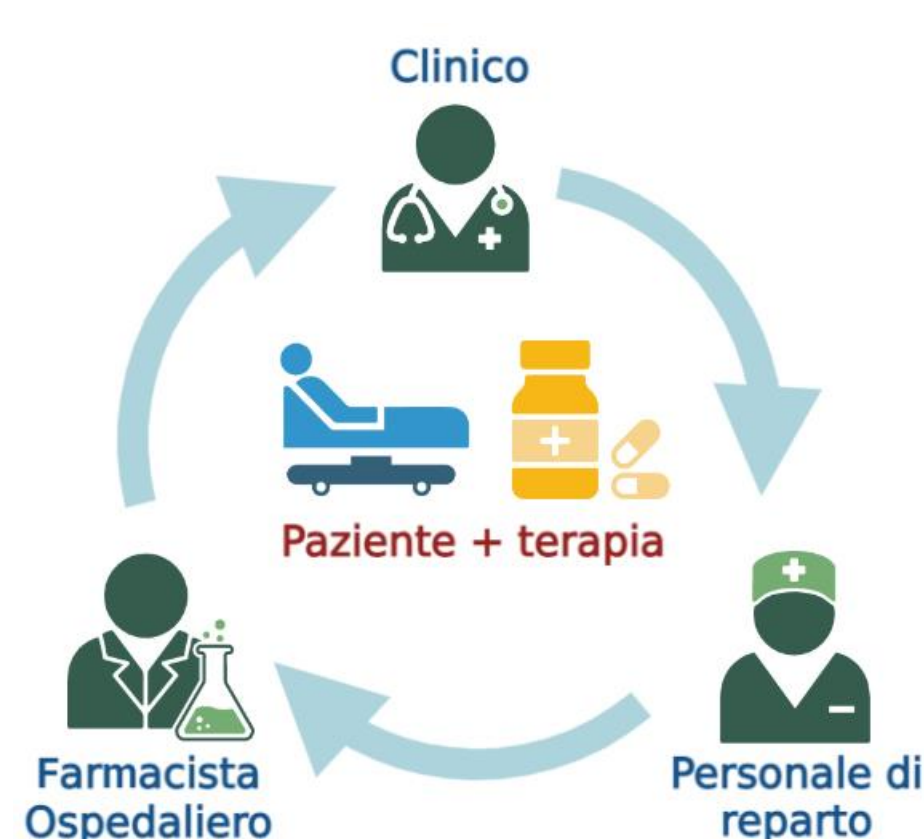 Clinico
Paziente + terapia
Farmacista
Ospedaliero
Personale di
reparto